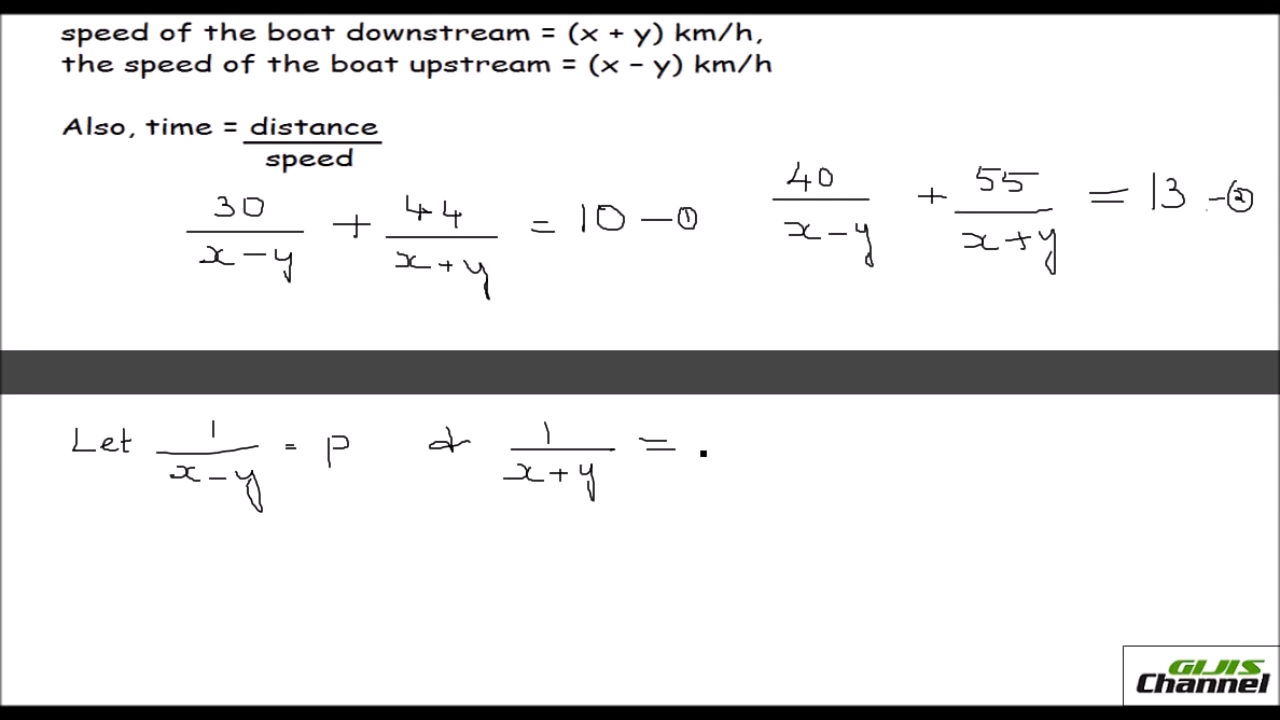 speed of the boat downstream = (x + y) km/h,
the speed of the boat upstream = (x − y) km/h
Also, time = distance/speed
30/(x − y) + 44/(x + y) = 10 — ①
40/(x − y) + 55/(x + y) = 13 - ②
Let 1/(x − y) = p & 1/(x + y) =
GIJIS
Channel